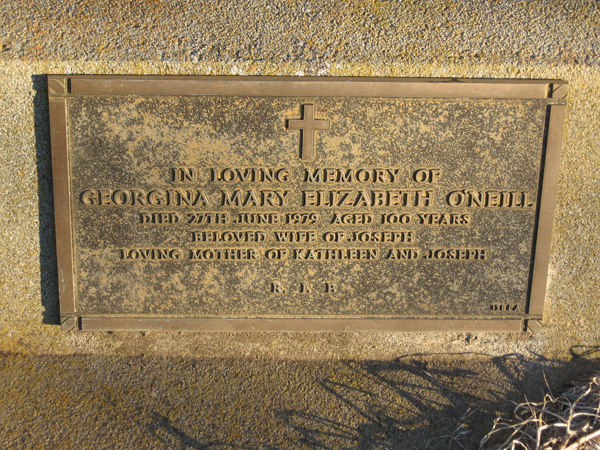 IN LOVING MEMORY OF
GEORGINA MARY ELIZABETH O'NEILL
DIED 27TH JUNE 1979 AGED 100 YEARS
BELOVED WIFE OF JOSEPH
LOVING MOTHER OF KATHLEEN AND JOSEPH
R. I. P.